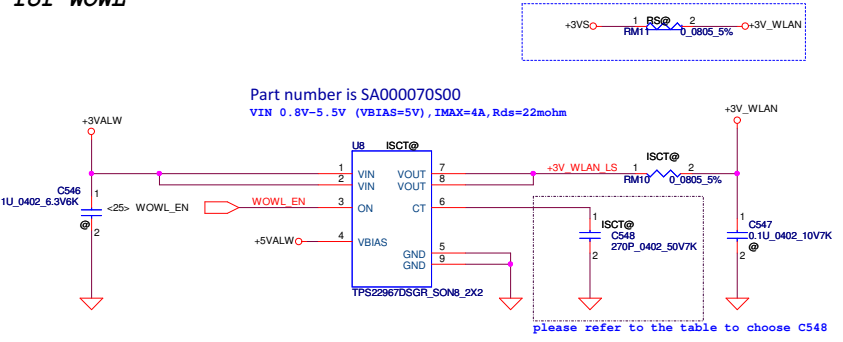 for WOWL
+3VS
1
RS@
2
+3V_WLAN
RM11
0_0805_5%
Part number is SA000070S00
VIN 0.8V-5.5V (VBIAS=5V),IMAX=4A,Rds=22mohm
+3VALW
+3V_WLAN
U8
ISCT@
ISCT@
1
VIN
VOUT
7
+3V_WLAN_LS
1
2
2
VIN
VOUT
8
RM10
0_0805_5%
C546
1
1U_0402_6.3V6K
<25> WOWL_EN
WOWL_EN
3
ON
CT
6
@
2
1
ISCT@
C548
270P_0402_50V7K
2
1
C547
0.1U_0402_10V7K
@
2
+5VALW
4
VBIAS
GND
5
GND
9
TPS22967DSGR_SON8_2X2
please refer to the table to choose C548